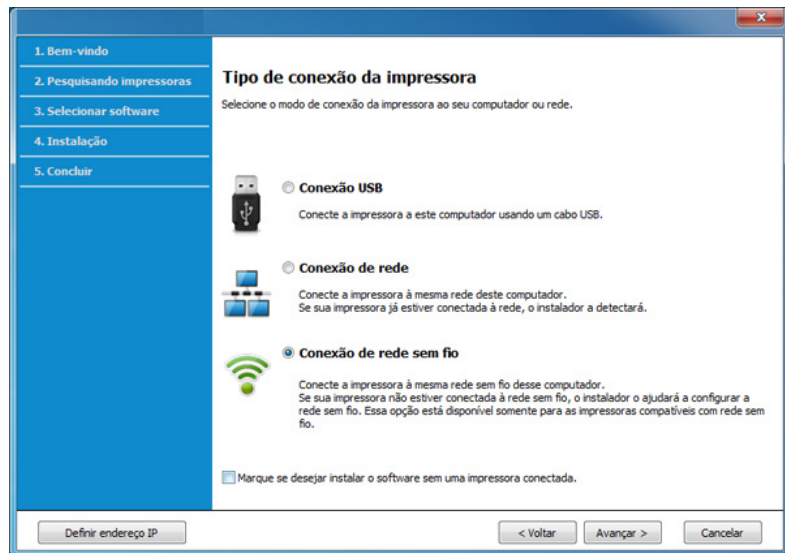 1. Bem-vindo
2. Pesquisando impressoras
3. Selecionar software
4. Instalação
5. Concluir
Tipo de conexão da impressora
Selecione o modo de conexão da impressora ao seu computador ou rede.
Conexão USB
Conecte a impressora a este computador usando um cabo USB.
Conexão de rede
Conecte a impressora à mesma rede deste computador.
Se sua impressora já estiver conectada à rede, o instalador a detectará.
Conexão de rede sem fio
Conecte a impressora à mesma rede sem fio desse computador.
Se sua impressora não estiver conectada à rede sem fio, o instalador o ajudará a configurar a
rede sem fio. Essa opção está disponível somente para as impressoras compatíveis com rede sem
fio.
Marque se desejar instalar o software sem uma impressora conectada.
Definir endereço IP
< Voltar
Avançar >
Cancelar